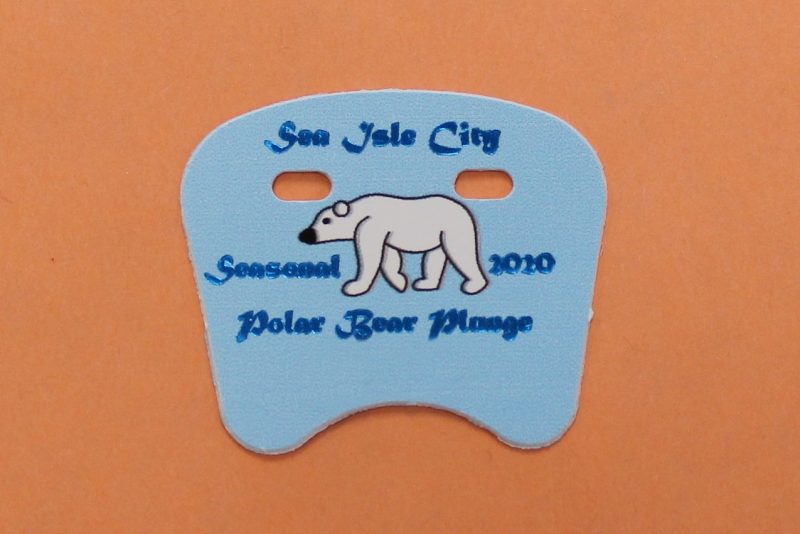 Sea Isle City
Seasonal 2020
Polar Bear Plunge